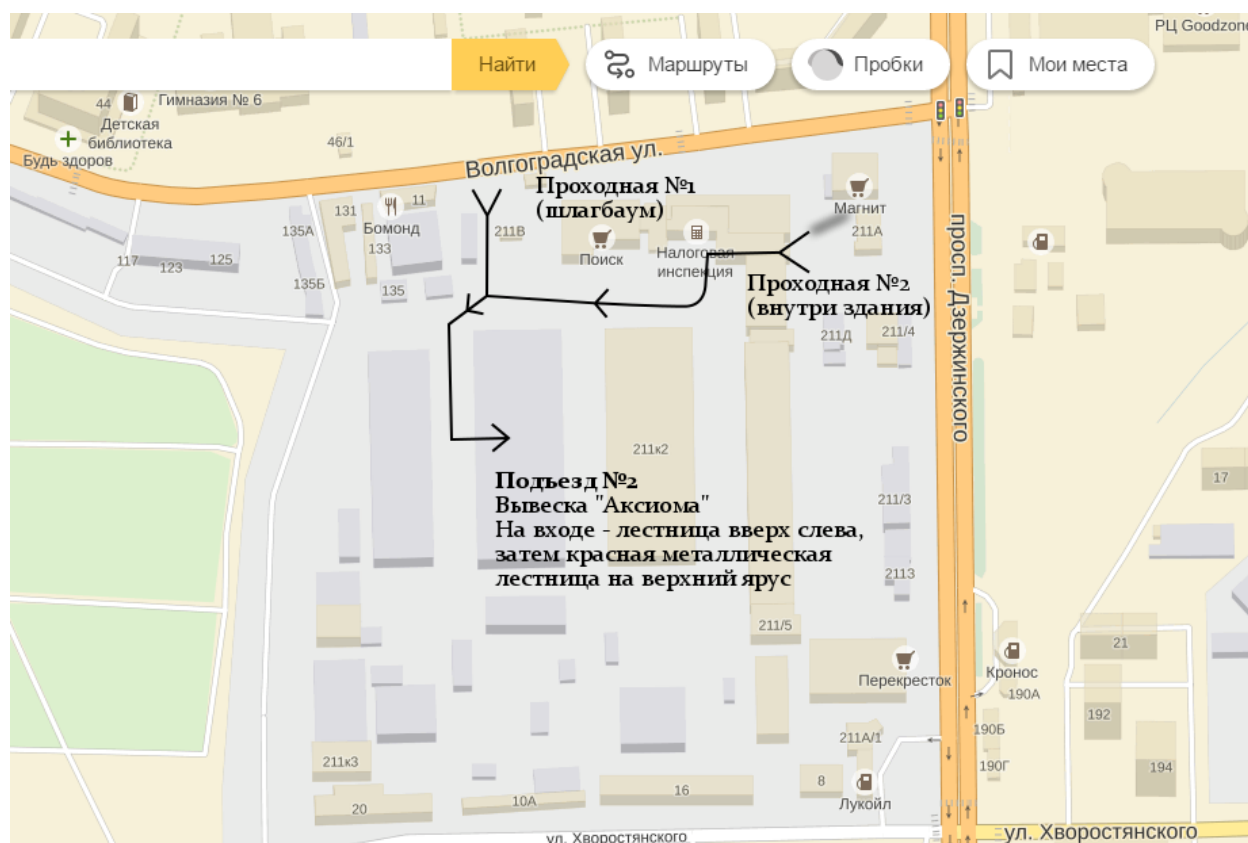 РЦ Goodzone
Найти
Маршруты
Пробки
Мои места
44
Гимназия № 6
Детская
библиотека
Будь здоров
46/1
Волгоградская ул.
Проходная №1
(шлагбаум)
Магнит
211А
131
11
135А
Бомонд
133
211В
Поиск
Налоговая
инспекция
117
123
125
135Б
135
Проходная №2
(внутри здания)
просп. Дзержинского
211Д
211/4
211к2
Подъезд №2
Вывеска "Аксиома"
На входе - лестница вверх слева,
затем красная металлическая
лестница на верхний ярус
17
211/3
2113
211/5
21
Перекресток
Кронос
190А
192
190Б
211А/1
190Г
194
211к3
8
Лукойл
20
10А
16
ул. Хворостянского
ул. Хворостянского